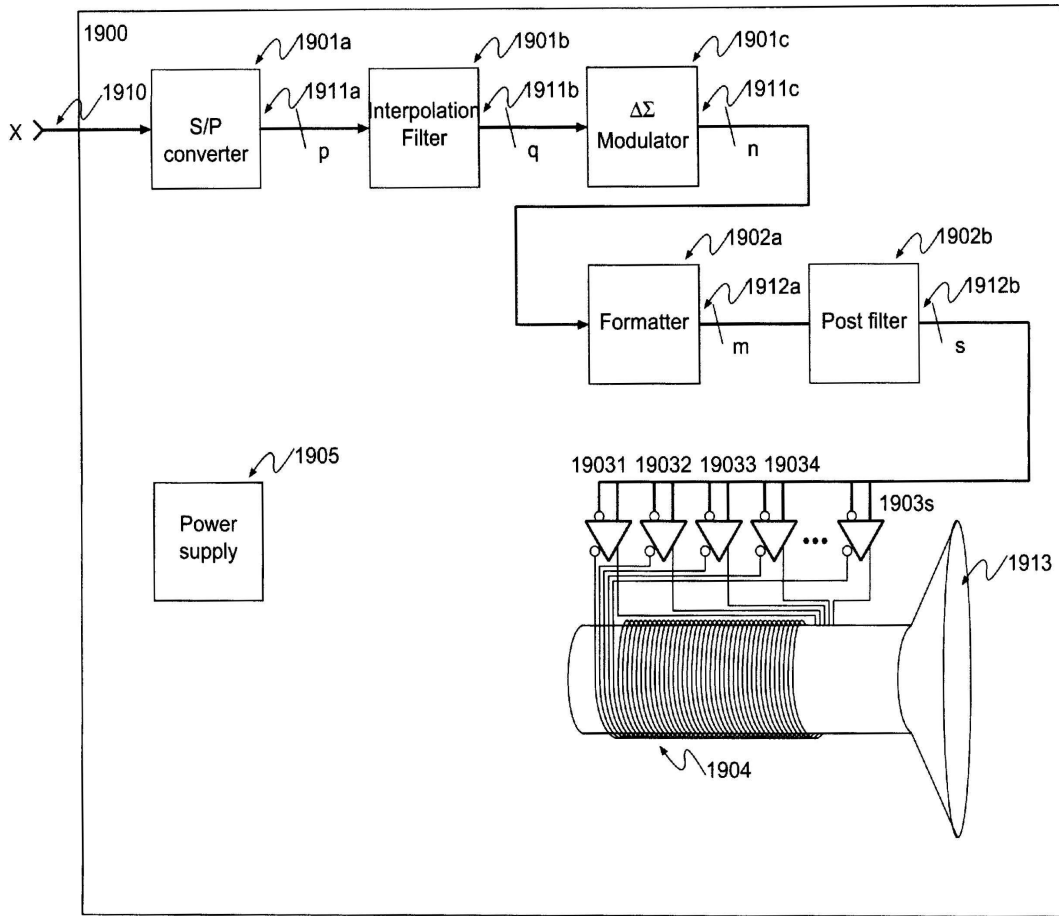 1900
1901a
1901b
1901c
1910
1911a
1911b
1911c
X
S/P
converter
p
Interpolation
Filter
q
ΔΣ
Modulator
n
1902a
1902b
1912a
1912b
Formatter
m
Post filter
s
1905
Power
supply
19031
19032
19033
19034
1903s
1913
1904